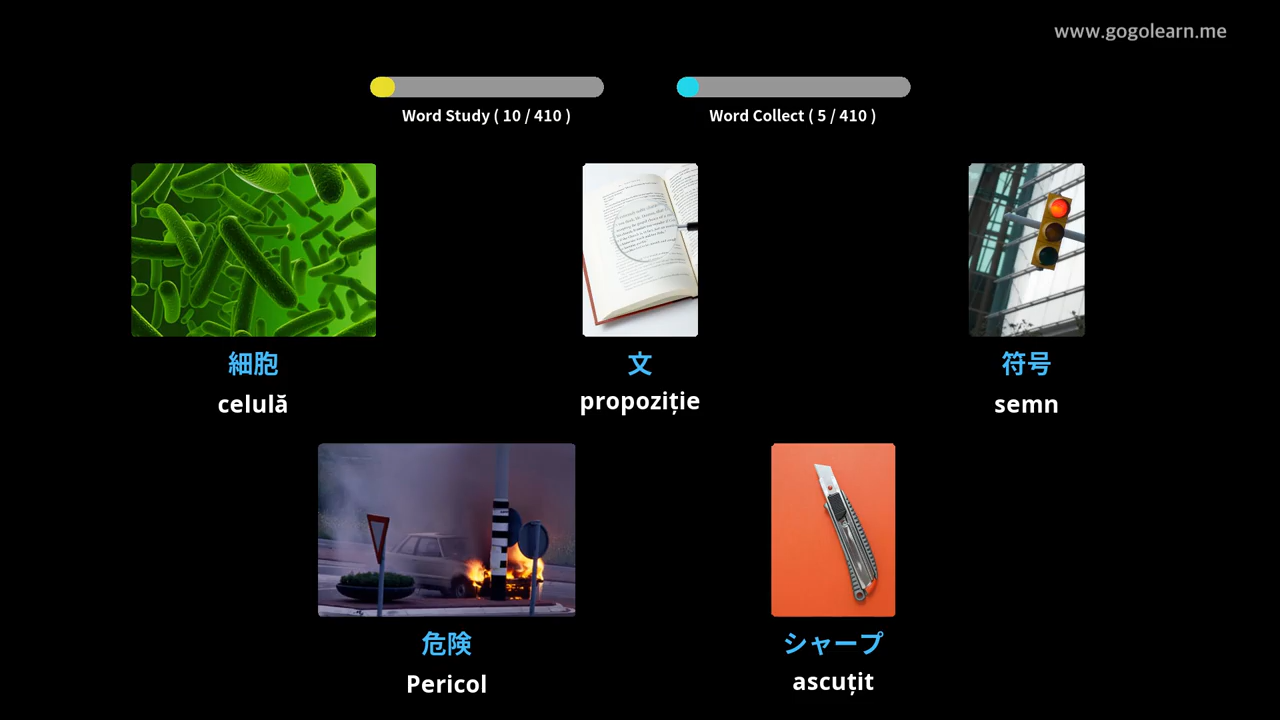 www.gogolearn.me
Word Study ( 10 / 410 )
Word Collect ( 5 / 410 )
細胞
celulă
文
propoziție
符号
semn
危険
Pericol
シャープ
ascuțit